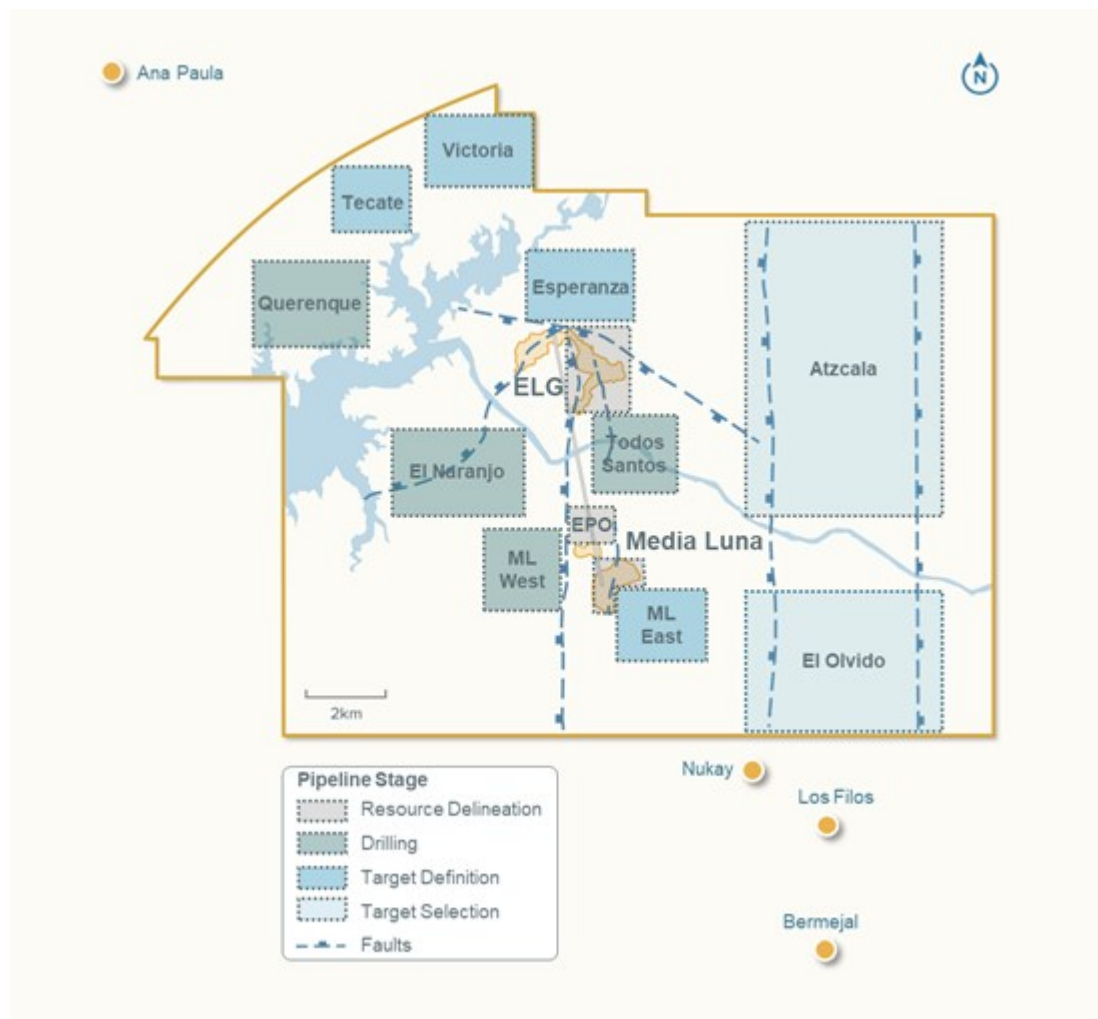 Ana Paula
N
Victoria
Tecate
Querenque
Esperanza
Atzcala
ELG
Todos
Santos
El Naranjo
EPO
Media Luna
ML
West
ML
East
El Olvido
2km
Nukay
Los Filos
Bermejal
Pipeline Stage
Resource Delineation
Drilling
Target Definition
Target Selection
Faults